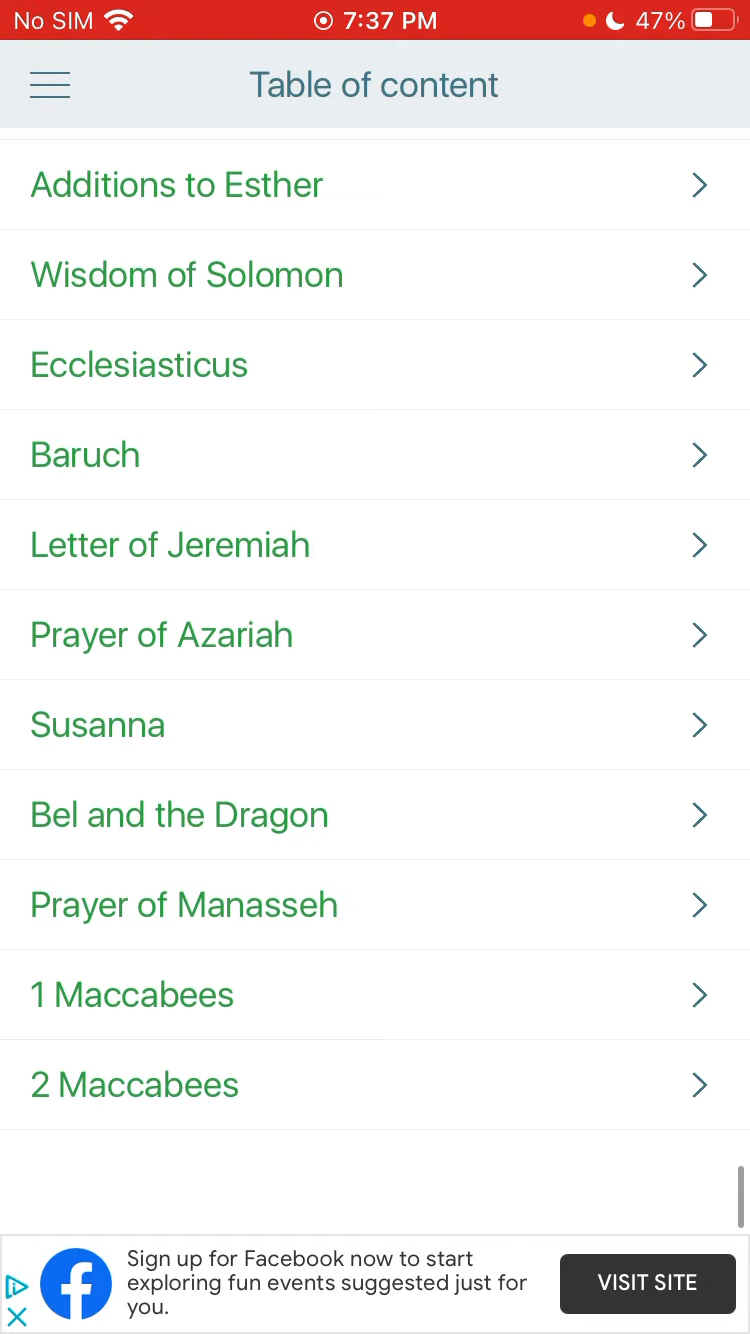 No SIM 7:37 PM 47%
Table of content
Additions to Esther
Wisdom of Solomon
Ecclesiasticus
Baruch
Letter of Jeremiah
Prayer of Azariah
Susanna
Bel and the Dragon
Prayer of Manasseh
1 Maccabees
2 Maccabees
Sign up for Facebook now to start
exploring fun events suggested just for
you.
VISIT SITE